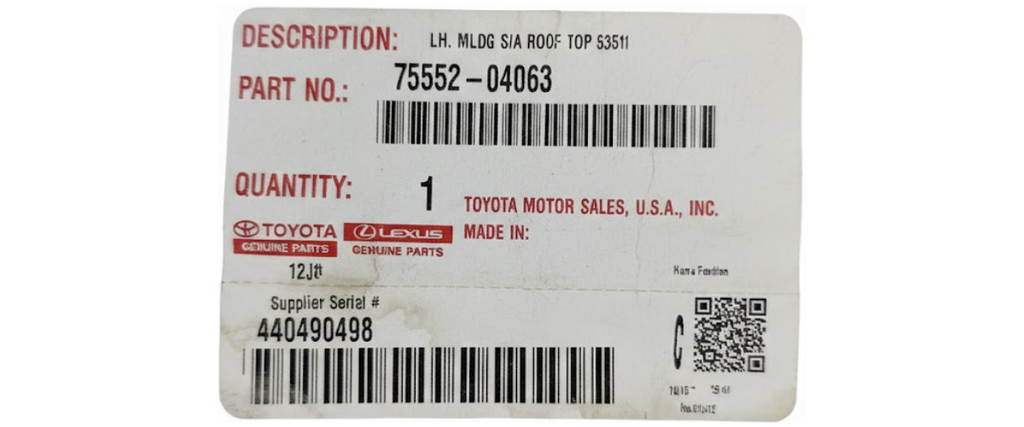 DESCRIPTION: LH. MLDG S/A ROOF TOP 53511
PART NO.: 75552-04063
QUANTITY: 1
TOYOTA MOTOR SALES, U.S.A., INC.
TOYOTA LEXUS MADE IN:
GENUINE PARTS GENUINE PARTS
Supplier Serial #
440490498
C